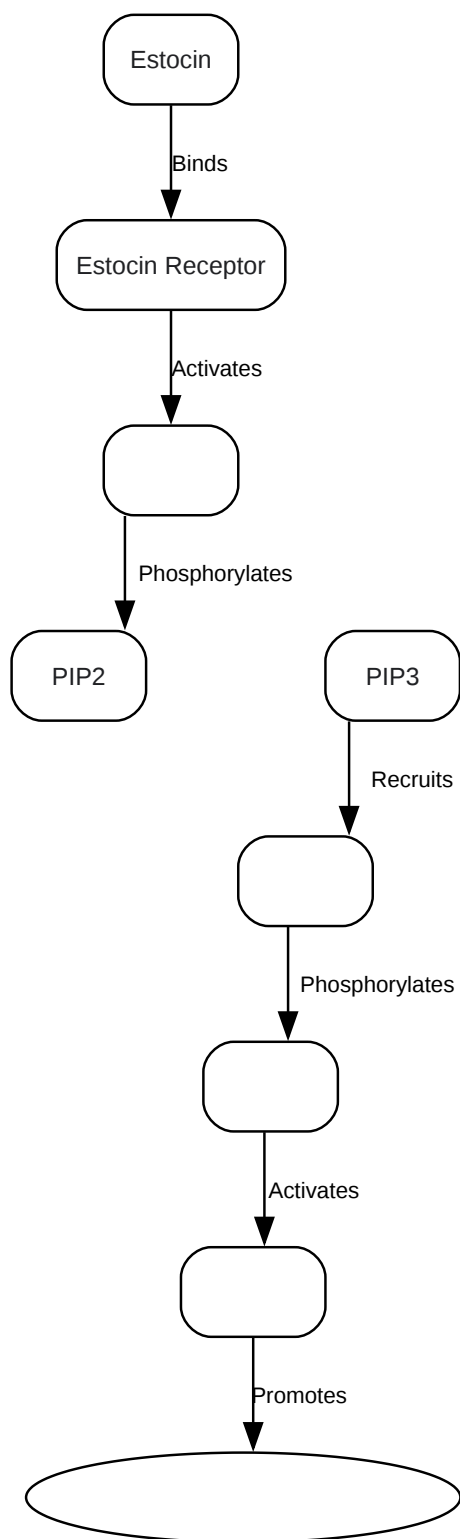 Estocin
Binds
Estocin Receptor
Activates
Phosphorylates
PIP2
PIP3
Recruits
Phosphorylates
Activates
Promotes